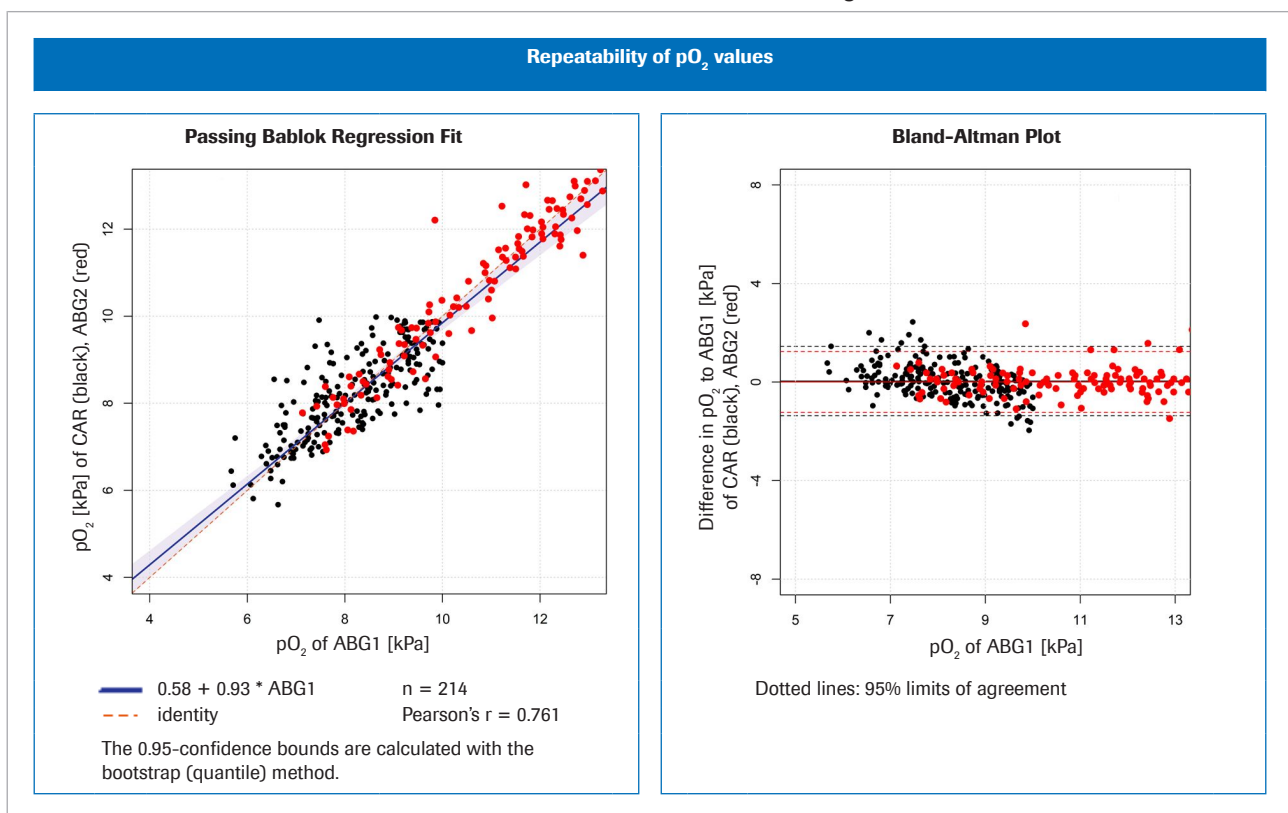 Repeatability of pO₂ values
Passing Bablok Regression Fit
pO₂ [kPa] of CAR (black), ABG2 (red)
12
10
8
6
4
4 6 8 10 12
pO₂ of ABG1 [kPa]
0.58 + 0.93 * ABG1 n = 214
identity Pearson's r = 0.761
The 0.95-confidence bounds are calculated with the
bootstrap (quantile) method.
Bland-Altman Plot
Difference in pO₂ to ABG1 [kPa]
of CAR (black), ABG2 (red)
8
4
0
-4
-8
5 7 9 11 13
pO₂ of ABG1 [kPa]
Dotted lines: 95% limits of agreement